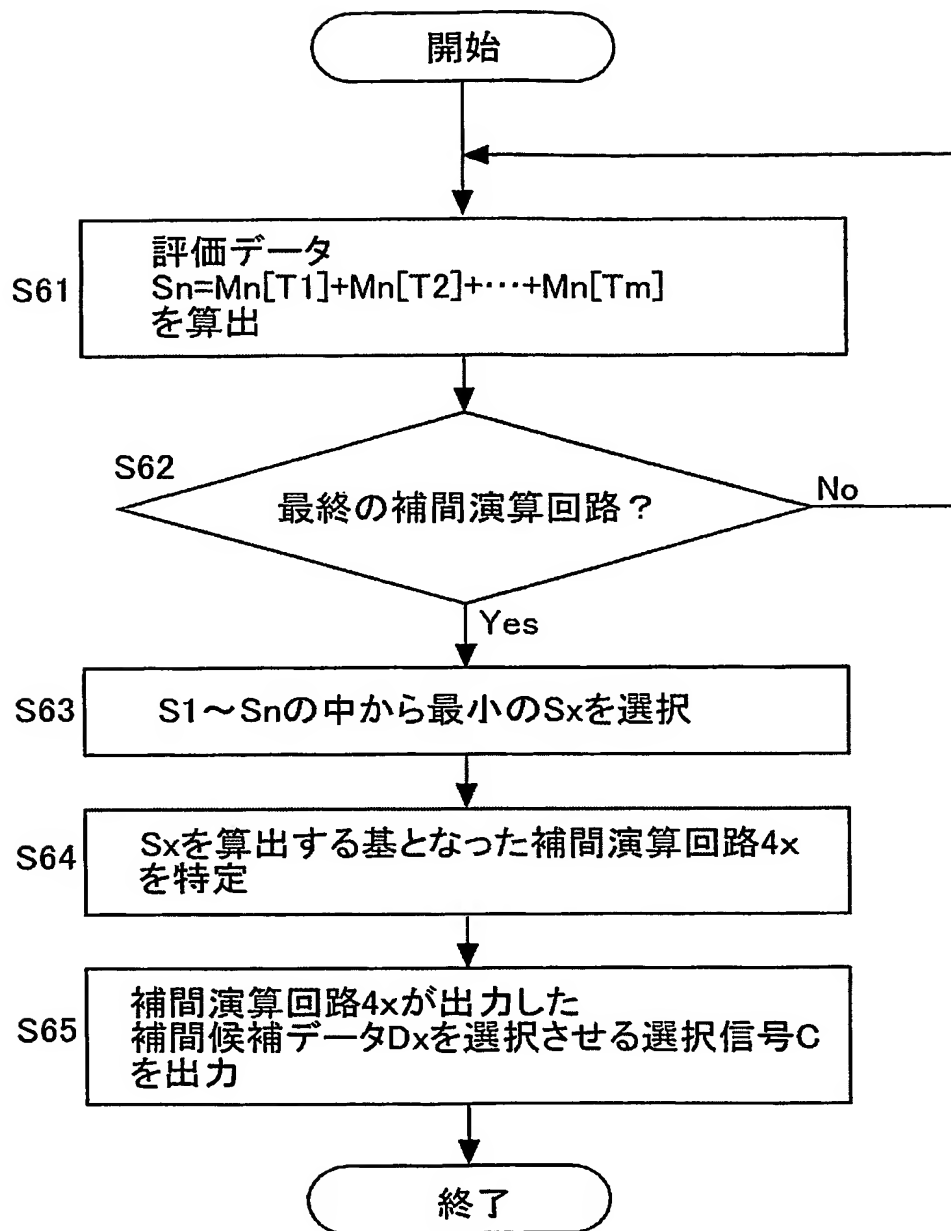 開始
S61
評価データ
Sn=Mn[T1]+Mn[T2]+⋯+Mn[Tm]
を算出
S62
最終の補間演算回路？
No
Yes
S63
S1～Snの中から最小のSxを選択
S64
Sxを算出する基となった補間演算回路4x
を特定
S65
補間演算回路4xが出力した
補間候補データDxを選択させる選択信号C
を出力
終了